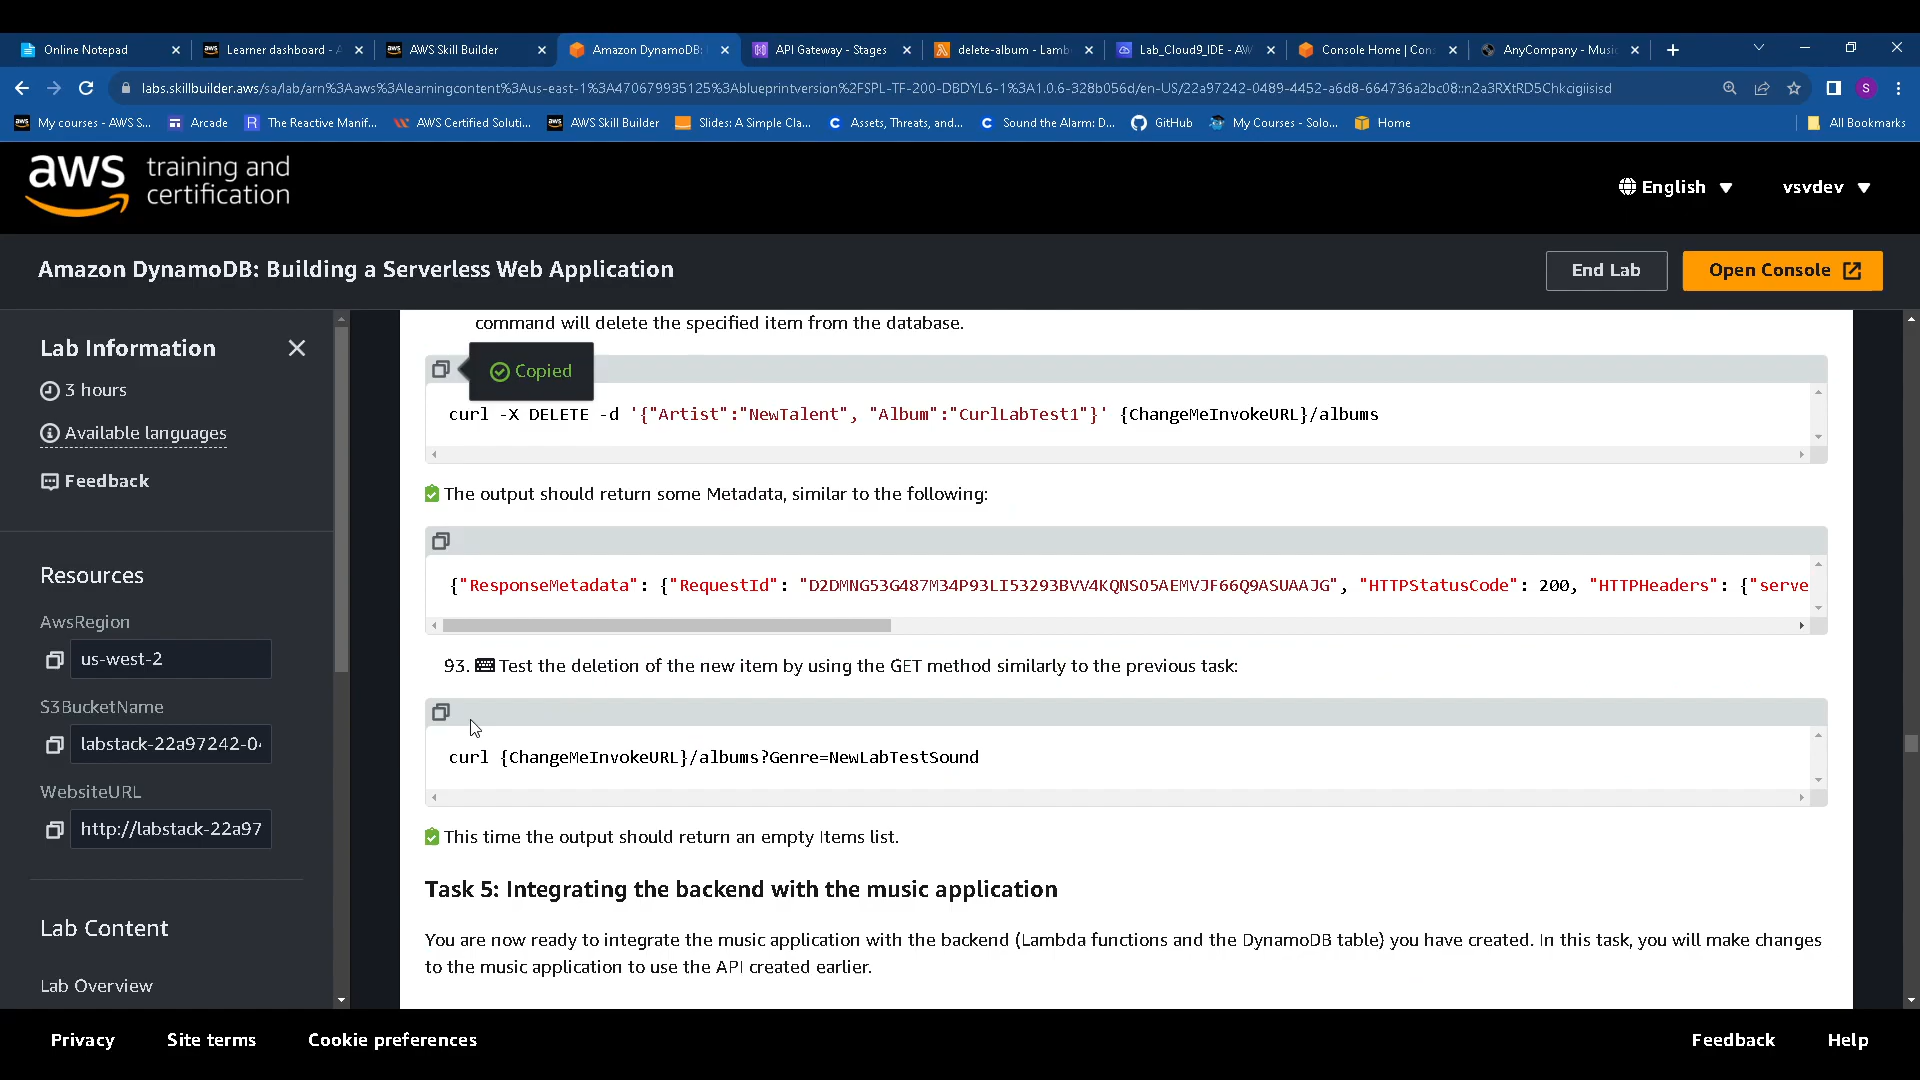 Online Notepad
Learner dashboard - A
AWS Skill Builder
Amazon DynamoDB:
API Gateway - Stages
delete-album - Lamb
Lab_Cloud9_IDE - AW
Console Home | Con
AnyCompany - Music
labs.skillbuilder.aws/sa/lab/arn%3Aaws%3Alearningcontent%3Aus-east-1%3A470679935125%3Ablueprintversion%2FSPL-TF-200-DBDYL6-1%3A1.0.6-328b056d/en-US/22a97242-0489-4452-a6d8-664736a2bc08::n2a3RXtRD5Chkcigiisisd
S
My courses - AWS S...
Arcade
The Reactive Manif...
AWS Certified Soluti...
AWS Skill Builder
Slides: A Simple Cla...
Assets, Threats, and...
Sound the Alarm: D...
GitHub
My Courses - Solo...
Home
All Bookmarks
aws training and certification
English
vsvdev
Amazon DynamoDB: Building a Serverless Web Application
End Lab
Open Console
Lab Information
3 hours
Available languages
Feedback
Resources
AwsRegion
us-west-2
S3BucketName
labstack-22a97242-04
WebsiteURL
http://labstack-22a97
Lab Content
Lab Overview
command will delete the specified item from the database.
Copied
curl -X DELETE -d '{"Artist":"NewTalent", "Album":"CurlLabTest1"}' {ChangeMeInvokeURL}/albums
The output should return some Metadata, similar to the following:
{"ResponseMetadata": {"RequestId": "D2DMNG53G487M34P93LI53293BVV4KQNSO5AEMVJF66Q9ASUAAJG", "HTTPStatusCode": 200, "HTTPHeaders": {"serve
93. Test the deletion of the new item by using the GET method similarly to the previous task:
curl {ChangeMeInvokeURL}/albums?Genre=NewLabTestSound
This time the output should return an empty Items list.
Task 5: Integrating the backend with the music application
You are now ready to integrate the music application with the backend (Lambda functions and the DynamoDB table) you have created. In this task, you will make changes
to the music application to use the API created earlier.
Privacy
Site terms
Cookie preferences
Feedback
Help